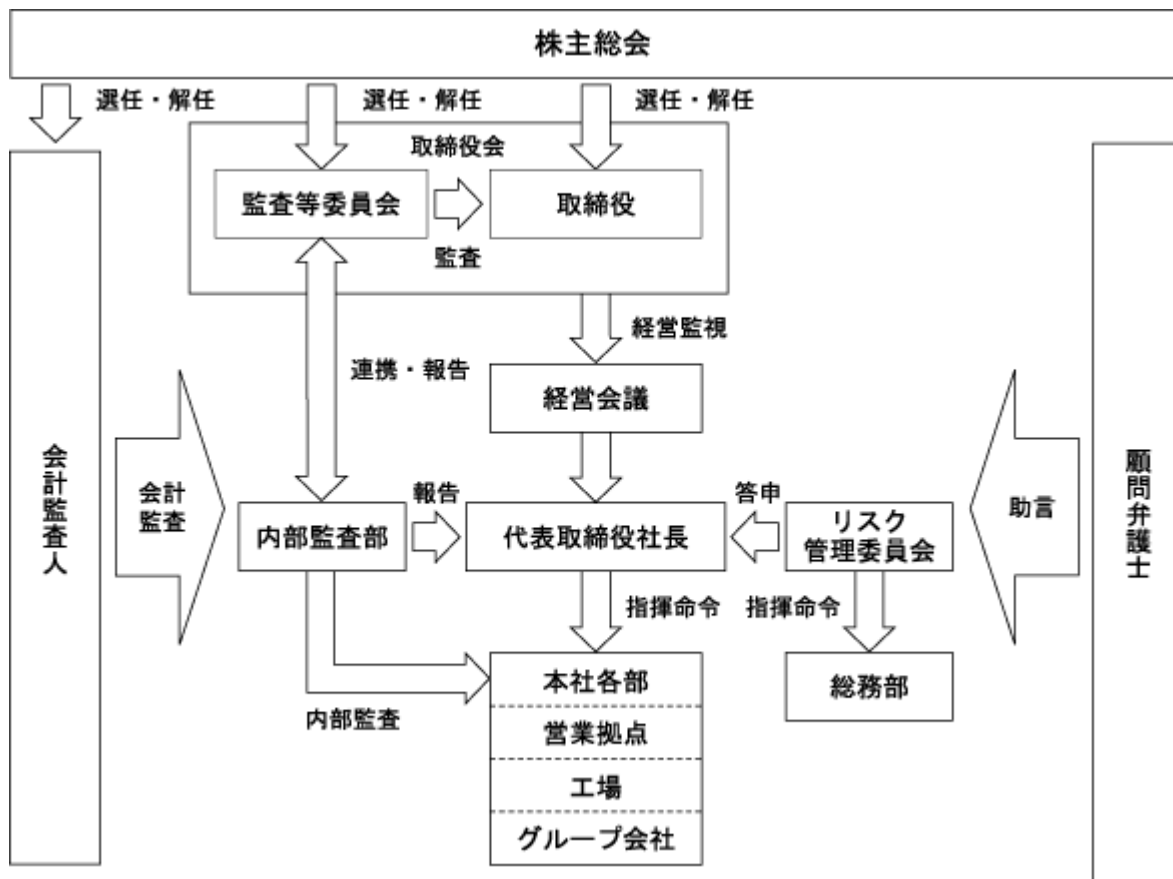 株主総会
選任・解任
選任・解任
選任・解任
取締役会
監査等委員会
取締役
監査
経営監視
連携・報告
経営会議
会計監査人
会計
監査
内部監査部
報告
代表取締役社長
答申
リスク
管理委員会
助言
顧問弁護士
指揮命令
指揮命令
内部監査
本社各部
営業拠点
工場
グループ会社
総務部